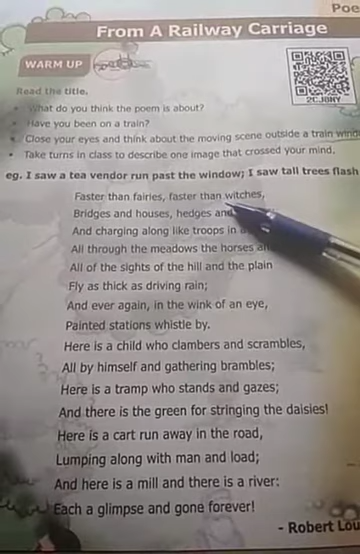 Poe
From A Railway Carriage
WARM UP
2CJ8NY
Read the title.
What do you think the poem is about?
Have you been on a train?
Close your eyes and think about the moving scene outside a train wind
Take turns in class to describe one image that crossed your mind.
eg. I saw a tea vendor run past the window; I saw tall trees flash
Faster than fairies, faster than witches,
Bridges and houses, hedges and
And charging along like troops in
All through the meadows the horses
All of the sights of the hill and the plain
Fly as thick as driving rain;
And ever again, in the wink of an eye,
Painted stations whistle by.
Here is a child who clambers and scrambles,
All by himself and gathering brambles;
Here is a tramp who stands and gazes;
And there is the green for stringing the daisies!
Here is a cart run away in the road,
Lumping along with man and load;
And here is a mill and there is a river:
Each a glimpse and gone forever!
- Robert Lou